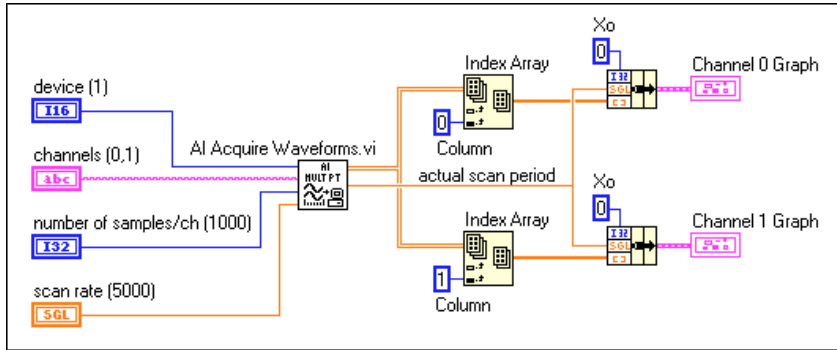 device (1)
I16
channels (0,1)
abc
number of samples/ch (1000)
I32
scan rate (5000)
SGL
AI Acquire Waveforms.vi
AI
MULT PT
Index Array
0
Column
actual scan period
Index Array
1
Column
Xo
0
I32
SGL
Channel 0 Graph
Xo
0
I32
SGL
Channel 1 Graph